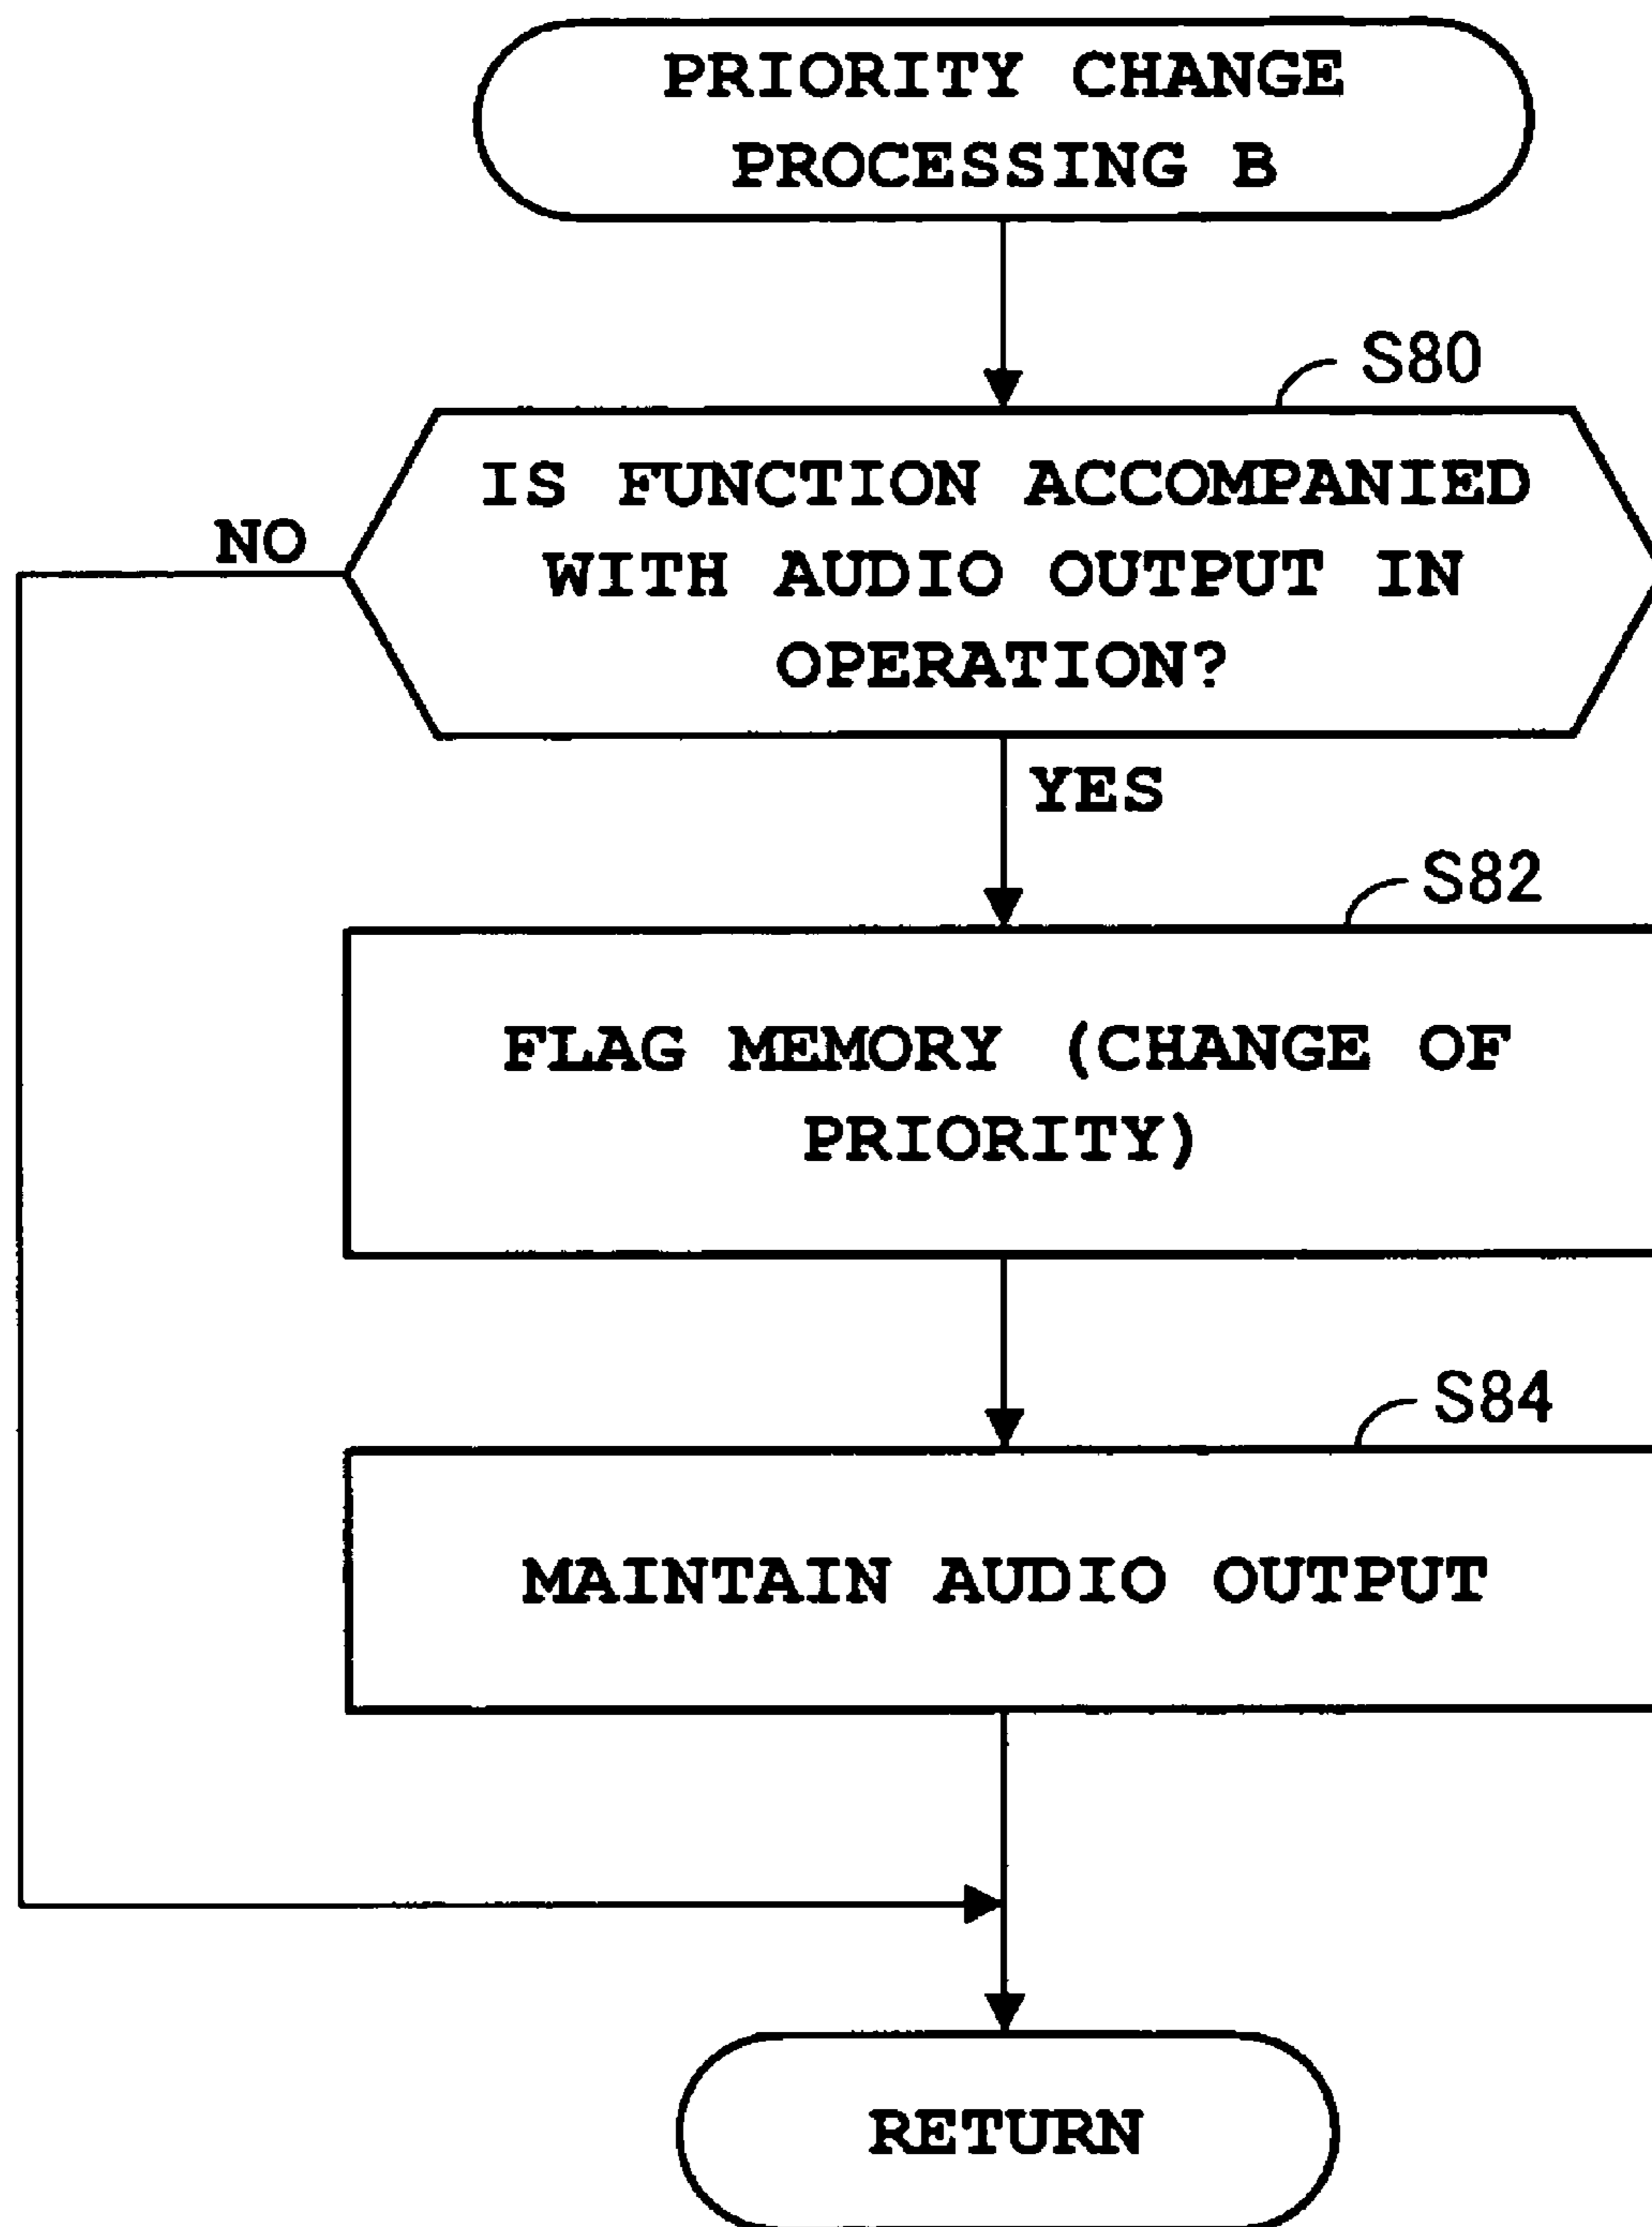 PRIORITY CHANGE
PROCESSING B
S80
IS FUNCTION ACCOMPANIED
WITH AUDIO OUTPUT IN
OPERATION?
NO
YES
S82
FLAG MEMORY (CHANGE OF
PRIORITY)
S84
MAINTAIN AUDIO OUTPUT
RETURN